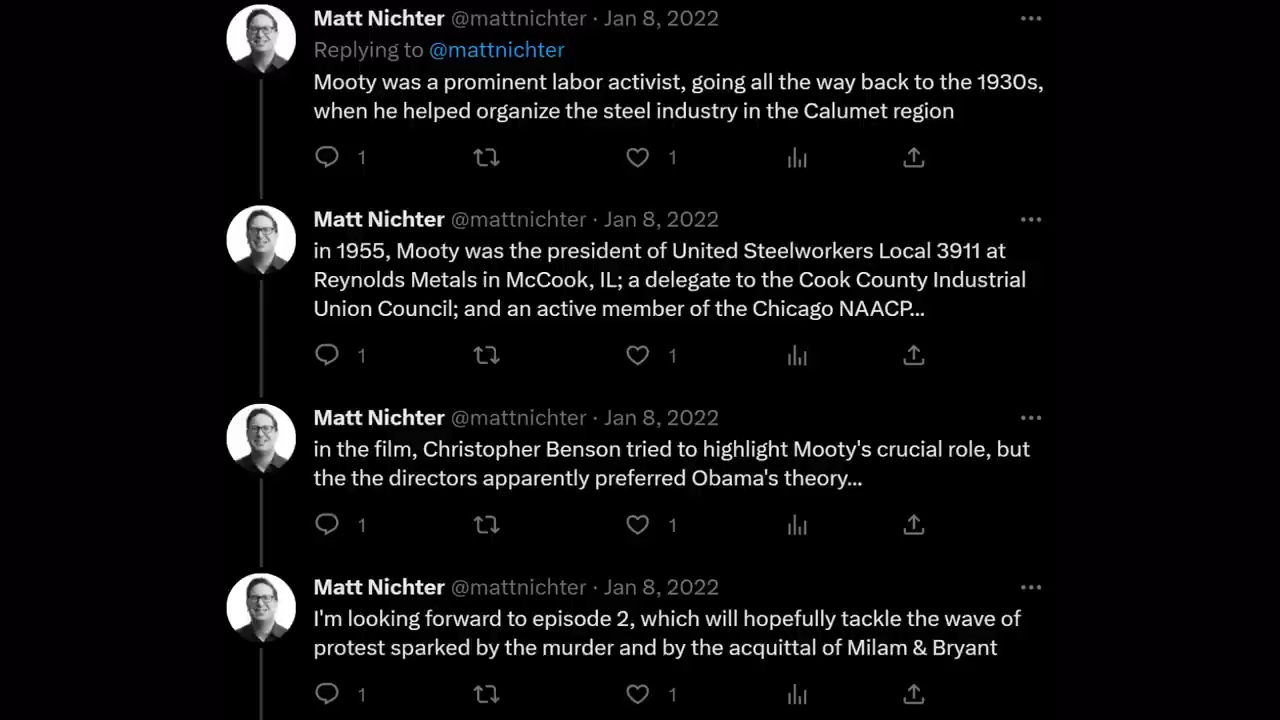 Matt Nichter @mattnichter · Jan 8, 2022
Replying to @mattnichter
Mooty was a prominent labor activist, going all the way back to the 1930s,
when he helped organize the steel industry in the Calumet region
1 1
Matt Nichter @mattnichter · Jan 8, 2022
in 1955, Mooty was the president of United Steelworkers Local 3911 at
Reynolds Metals in McCook, IL; a delegate to the Cook County Industrial
Union Council; and an active member of the Chicago NAACP...
1 1
Matt Nichter @mattnichter · Jan 8, 2022
in the film, Christopher Benson tried to highlight Mooty's crucial role, but
the the directors apparently preferred Obama's theory...
1 1
Matt Nichter @mattnichter · Jan 8, 2022
I'm looking forward to episode 2, which will hopefully tackle the wave of
protest sparked by the murder and by the acquittal of Milam & Bryant
1 1